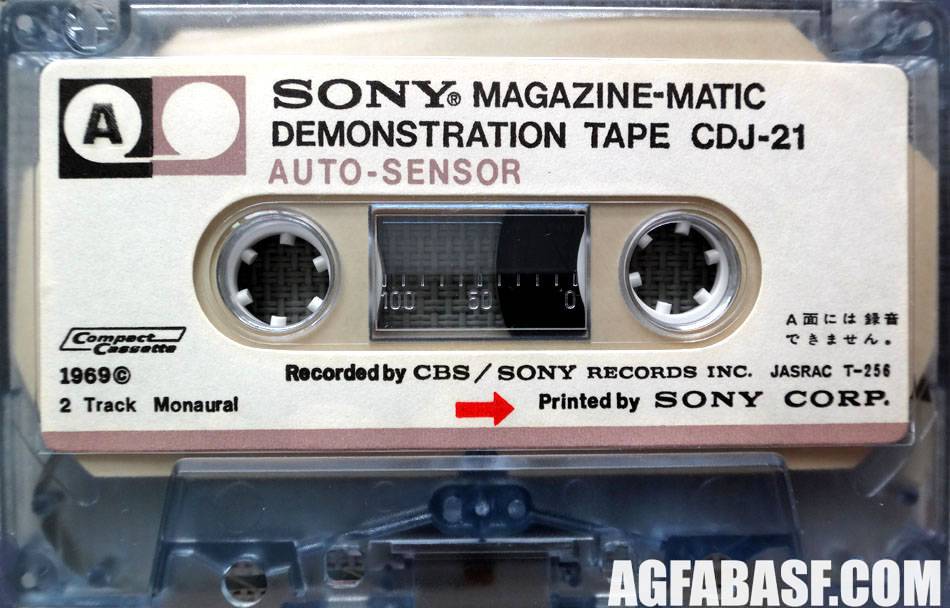 A
SONY® MAGAZINE-MATIC
DEMONSTRATION TAPE CDJ-21
AUTO-SENSOR
100 50 0
A面には録音
できません。
Compact
Cassette
1969©
2 Track Monaural
Recorded by CBS/SONY RECORDS INC. JASRAC T-256
Printed by SONY CORP.
AGFABASF.COM